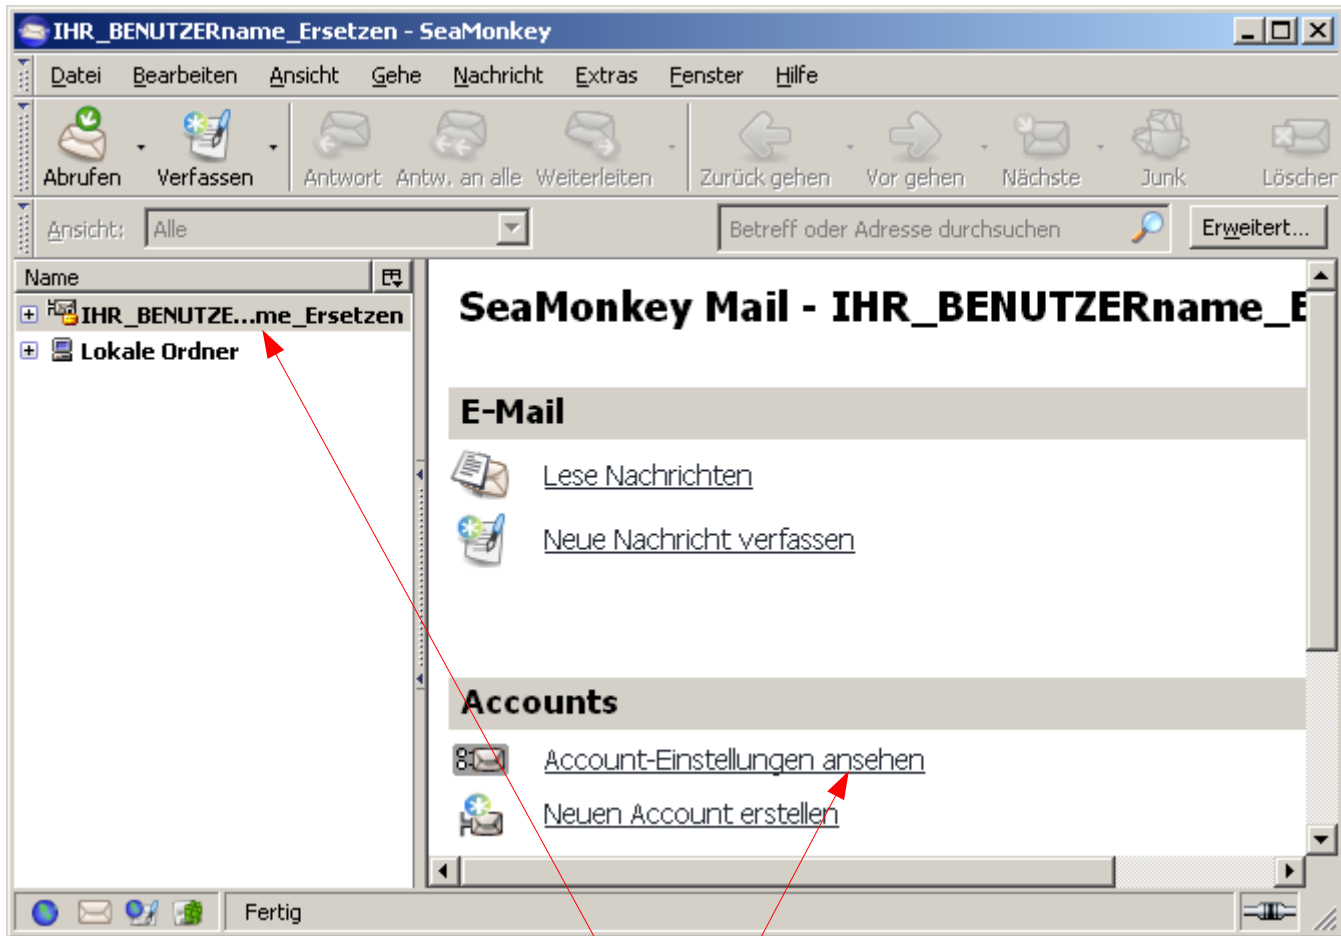 IHR_BENUTZERname_Ersetzen - SeaMonkey
Datei Bearbeiten Ansicht Gehe Nachricht Extras Fenster Hilfe
Abrufen Verfassen Antwort Antw. an alle Weiterleiten Zurück gehen Vor gehen Nächste Junk Löscher
Ansicht: Alle Betreff oder Adresse durchsuchen Erweitert...
Name
IHR_BENUTZE...me_Ersetzen
Lokale Ordner
SeaMonkey Mail - IHR_BENUTZERname_E
E-Mail
Lese Nachrichten
Neue Nachricht verfassen
Accounts
Account-Einstellungen ansehen
Neuen Account erstellen
Fertig